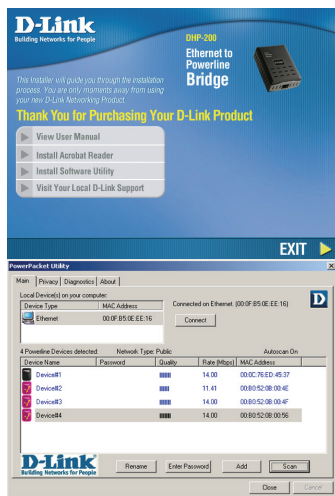 D-Link
Building Networks for People
DHP-200
Ethernet to
Powerline
Bridge
This Installer will guide you through the installation
process. You are only moments away from using
your new D-Link Networking Product.
Thank You for Purchasing Your D-Link Product
View User Manual
Install Acrobat Reader
Install Software Utility
Visit Your Local D-Link Support
EXIT
PowerPacket Utility
Main Privacy Diagnostics About
Local Device(s) on your computer:
Device Type MAC Address
Ethernet 00:0F:B5:0E:EE:16
Connected on Ethernet (00:0F:B5:0E:EE:16)
Connect
D
4 Powerline Devices detected Network Type: Public Autoscan On
Device Name Password Quality Rate (Mbps) MAC Address
Device#1 14.00 00:0C:76:ED:45:37
Device#2 11.41 00:B0:52:0B:00:4E
Device#3 14.00 00:B0:52:0B:00:4F
Device#4 14.00 00:B0:52:0B:00:56
D-Link
Building Networks for People
Rename Enter Password Add Scan
Close Cancel